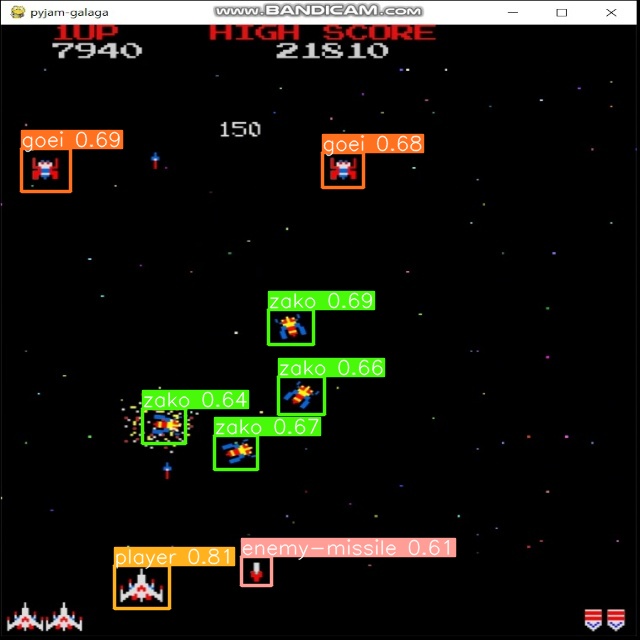 www.BANDICAM.com
pyjam-galaga
1UP HIGH SCORE
7940 21810
150
goei 0.69
goei 0.68
zako 0.69
zako 0.66
zako 0.64
zako 0.67
enemy-missile 0.61
player 0.81